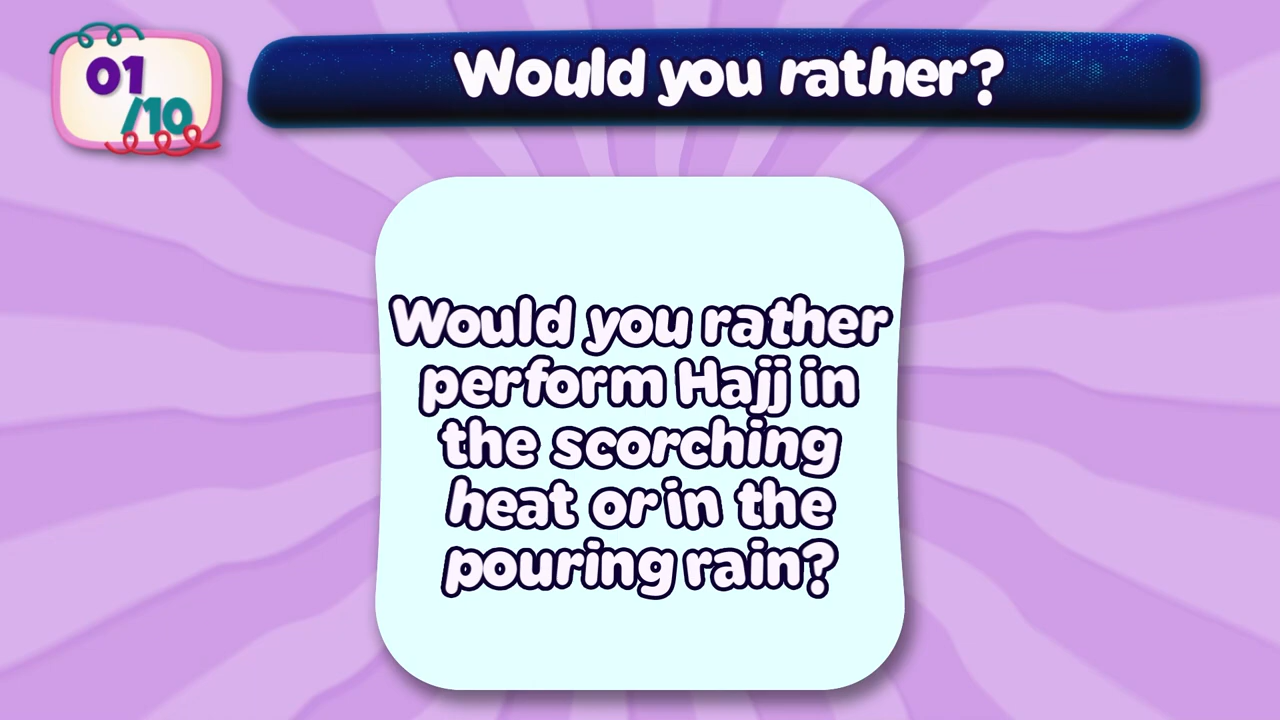 01
/10
Would you rather?
Would you rather
perform Hajj in
the scorching
heat or in the
pouring rain?